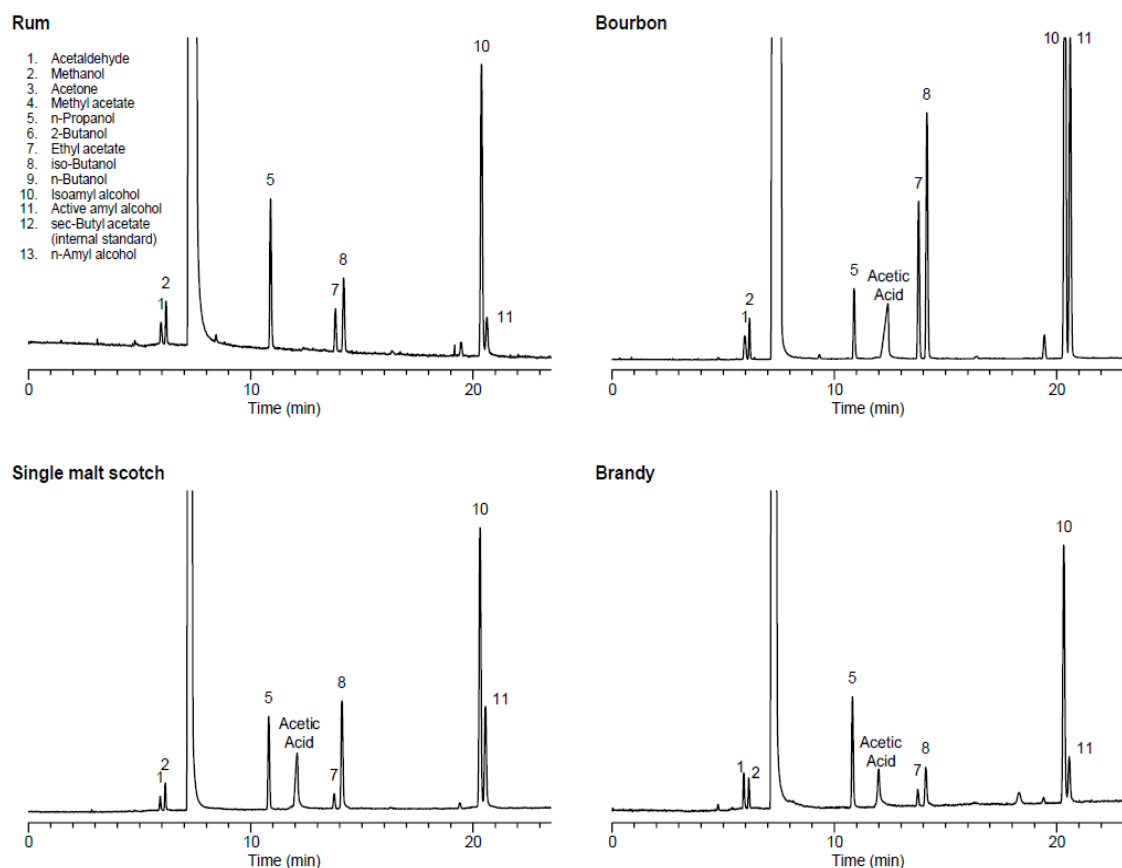 Rum
1. Acetaldehyde
2. Methanol
3. Acetone
4. Methyl acetate
5. n-Propanol
6. 2-Butanol
7. Ethyl acetate
8. iso-Butanol
9. n-Butanol
10. Isoamyl alcohol
11. Active amyl alcohol
12. sec-Butyl acetate
(internal standard)
13. n-Amyl alcohol
1
2
5
7
8
10
11
0 10 20
Time (min)
Bourbon
1
2
5
Acetic
Acid
7
8
10
11
0 10 20
Time (min)
Single malt scotch
1
2
5
Acetic
Acid
7
8
10
11
0 10 20
Time (min)
Brandy
1
2
5
Acetic
Acid
7
8
10
11
0 10 20
Time (min)